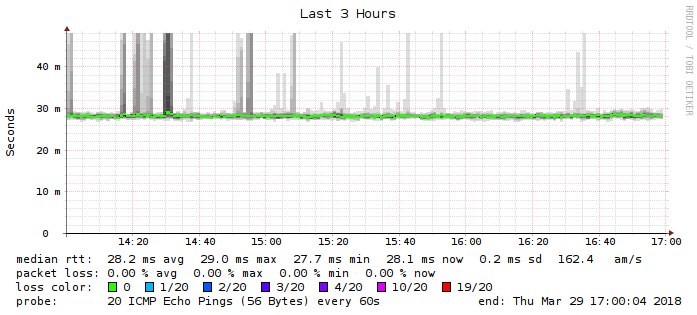 Last 3 Hours
RRDTOOL / TOBI OETIKER
Seconds
40 m
30 m
20 m
10 m
0
14:20 14:40 15:00 15:20 15:40 16:00 16:20 16:40 17:00
median rtt: 28.2 ms avg 29.0 ms max 27.7 ms min 28.1 ms now 0.2 ms sd 162.4 am/s
packet loss: 0.00 % avg 0.00 % max 0.00 % min 0.00 % now
loss color: 0 1/20 2/20 3/20 4/20 10/20 19/20
probe: 20 ICMP Echo Pings (56 Bytes) every 60s end: Thu Mar 29 17:00:04 2018